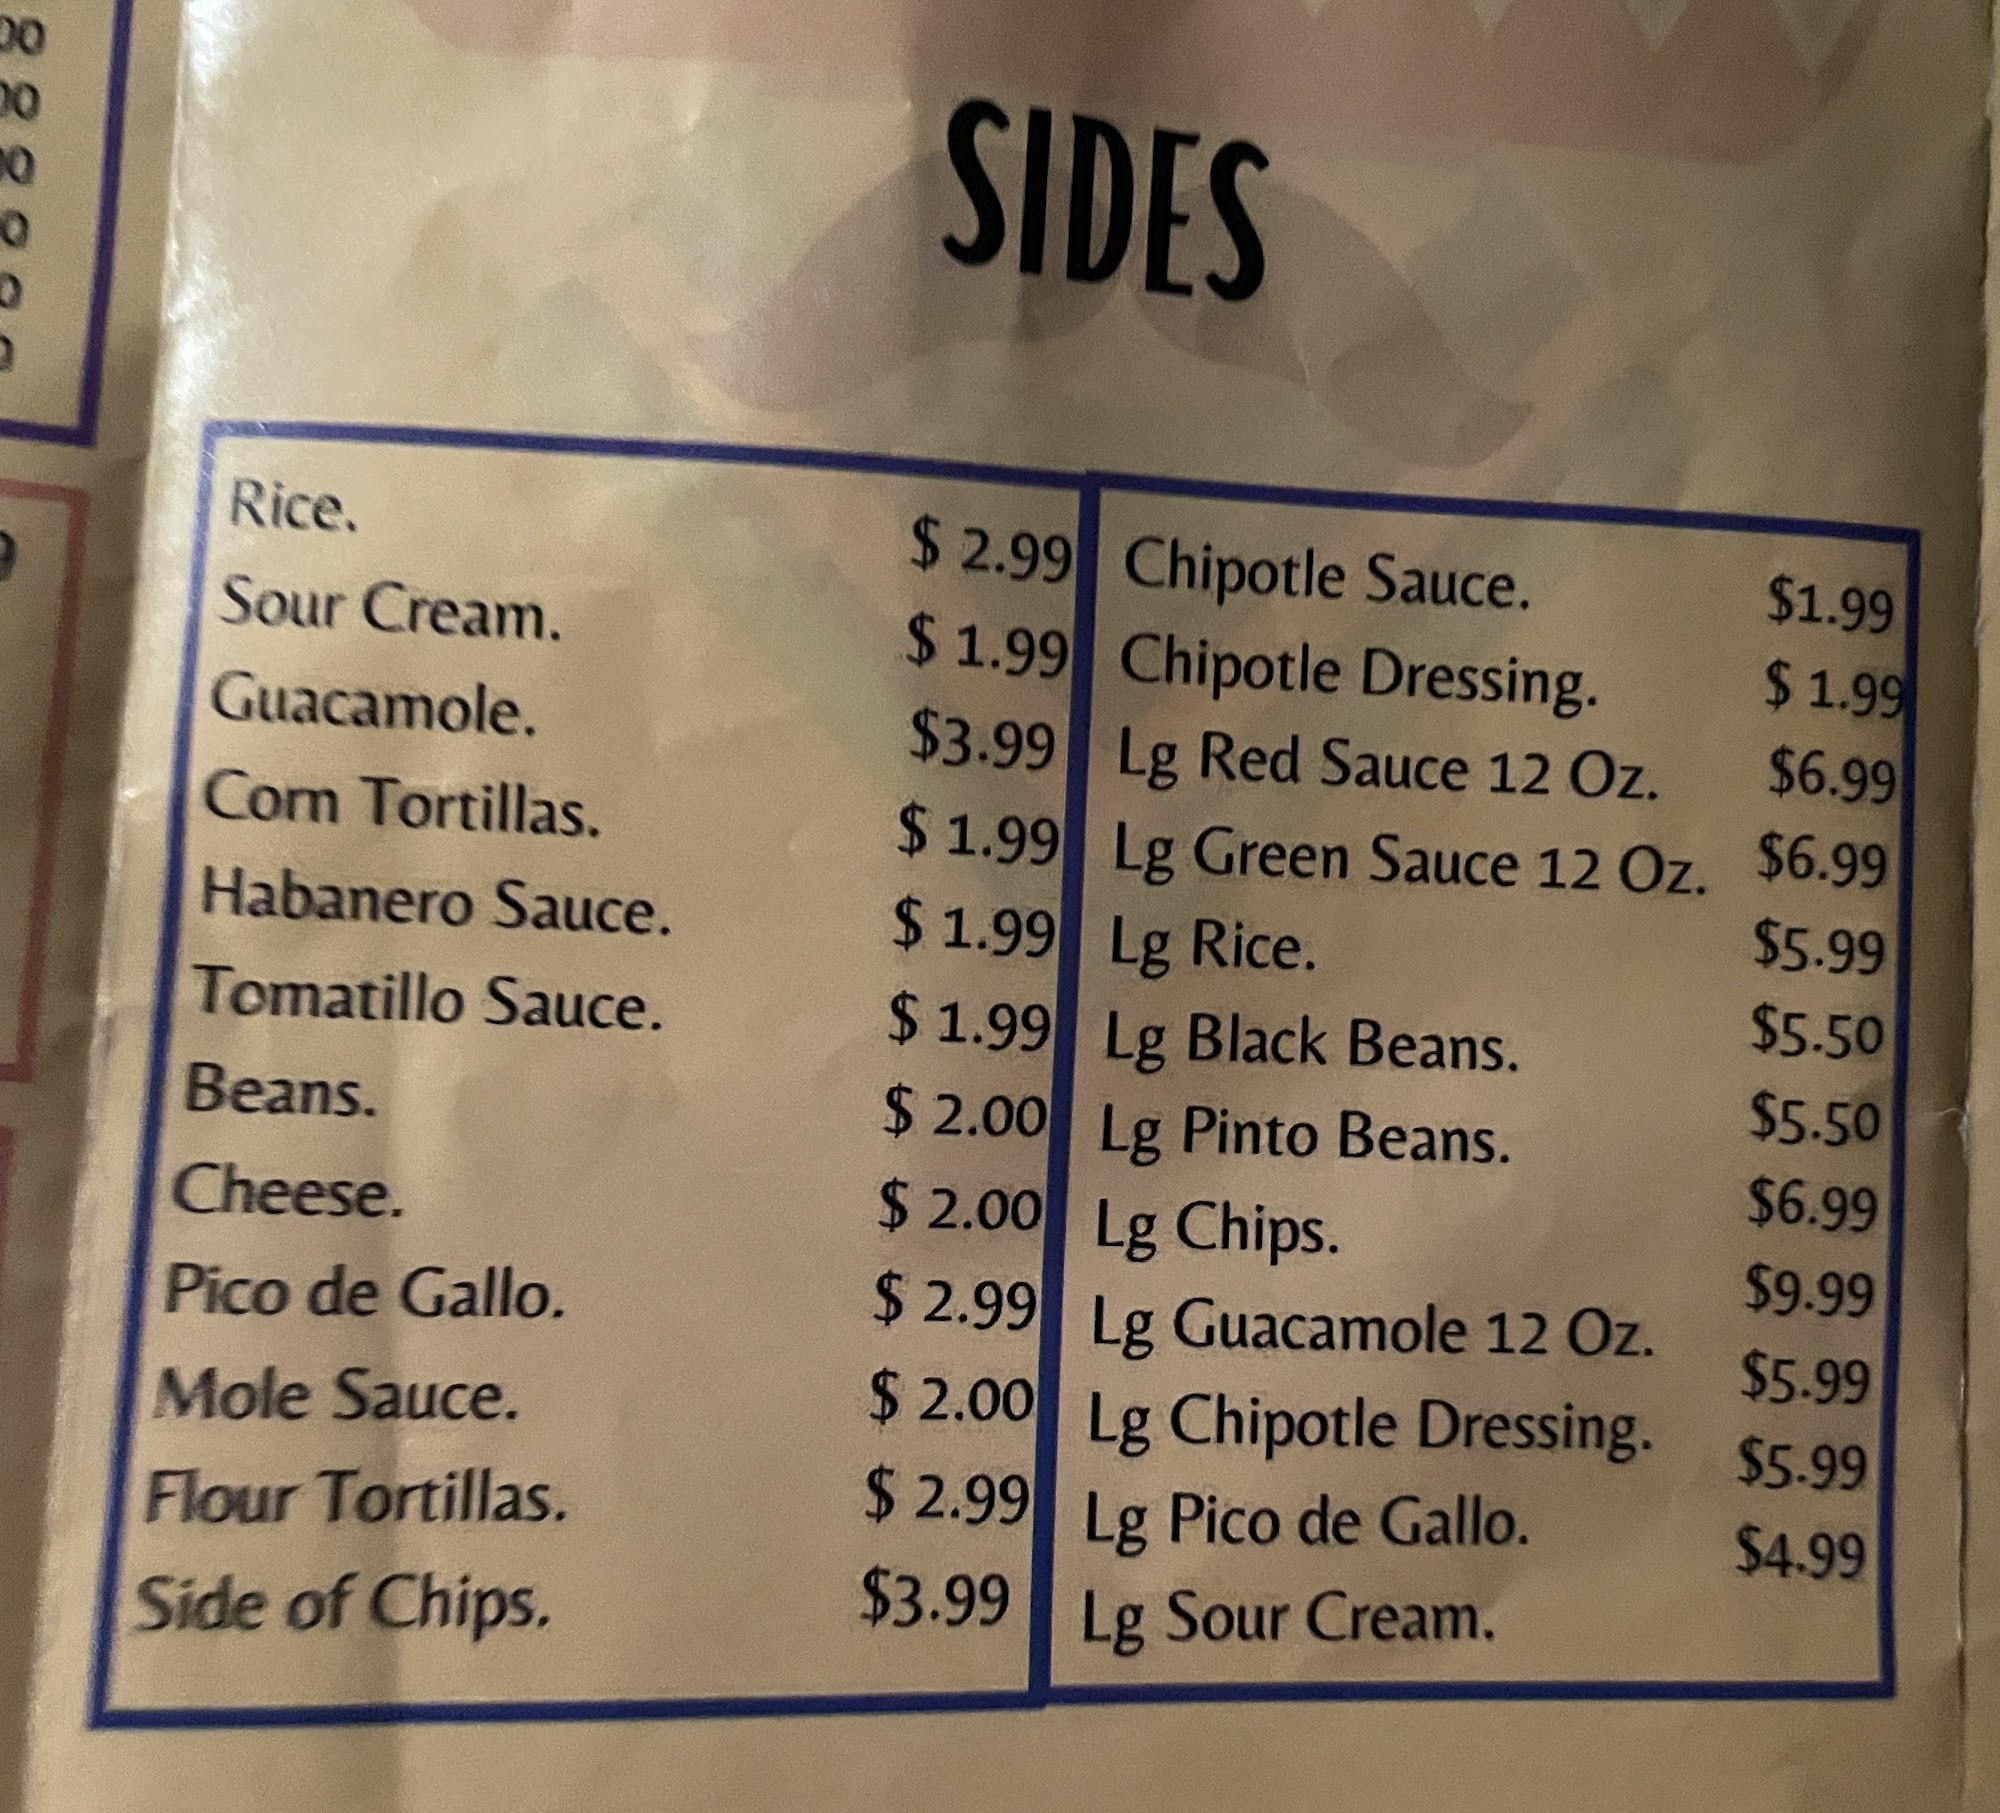 SIDES
Rice. $ 2.99
Sour Cream. $ 1.99
Guacamole. $3.99
Corn Tortillas. $ 1.99
Habanero Sauce. $ 1.99
Tomatillo Sauce. $ 1.99
Beans. $ 2.00
Cheese. $ 2.00
Pico de Gallo. $ 2.99
Mole Sauce. $ 2.00
Flour Tortillas. $ 2.99
Side of Chips. $3.99
Chipotle Sauce. $1.99
Chipotle Dressing. $ 1.99
Lg Red Sauce 12 Oz. $6.99
Lg Green Sauce 12 Oz. $6.99
Lg Rice. $5.99
Lg Black Beans. $5.50
Lg Pinto Beans. $5.50
Lg Chips. $6.99
Lg Guacamole 12 Oz. $9.99
Lg Chipotle Dressing. $5.99
Lg Pico de Gallo. $5.99
Lg Sour Cream. $4.99